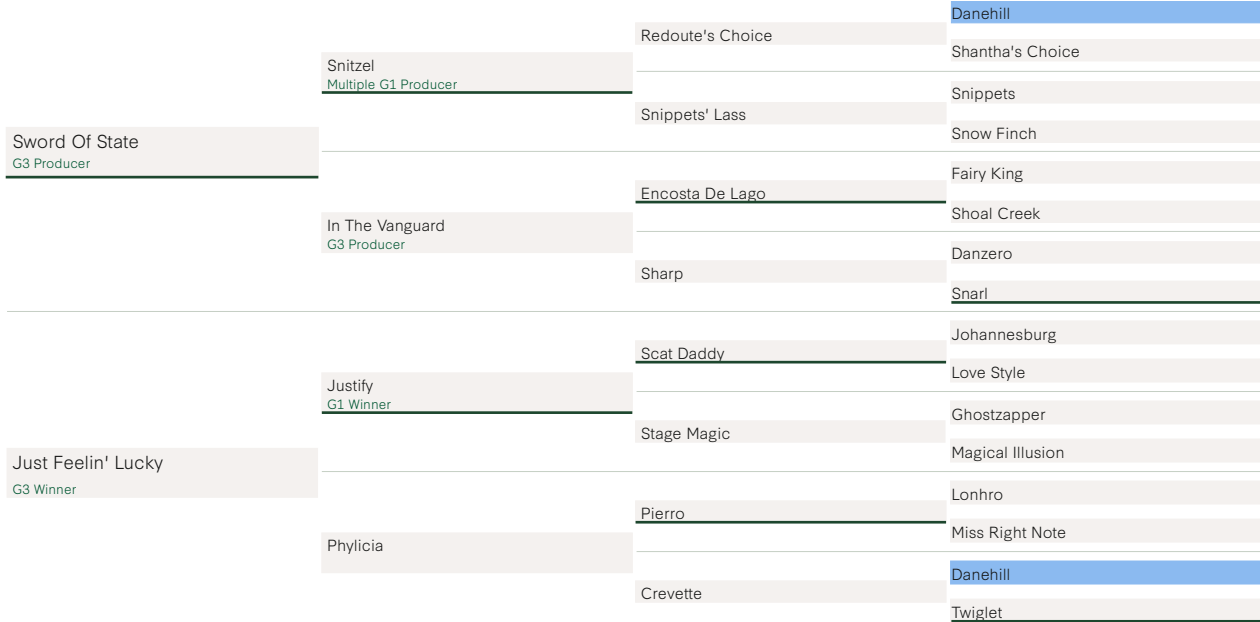 Sword Of State
G3 Producer
Snitzel
Multiple G1 Producer
Redoute's Choice
Danehill
Shantha's Choice
Snippets' Lass
Snippets
Snow Finch
In The Vanguard
G3 Producer
Encosta De Lago
Fairy King
Shoal Creek
Sharp
Danzero
Snarl
Just Feelin' Lucky
G3 Winner
Justify
G1 Winner
Scat Daddy
Johannesburg
Love Style
Stage Magic
Ghostzapper
Magical Illusion
Phylicia
Pierro
Lonhro
Miss Right Note
Crevette
Danehill
Twiglet